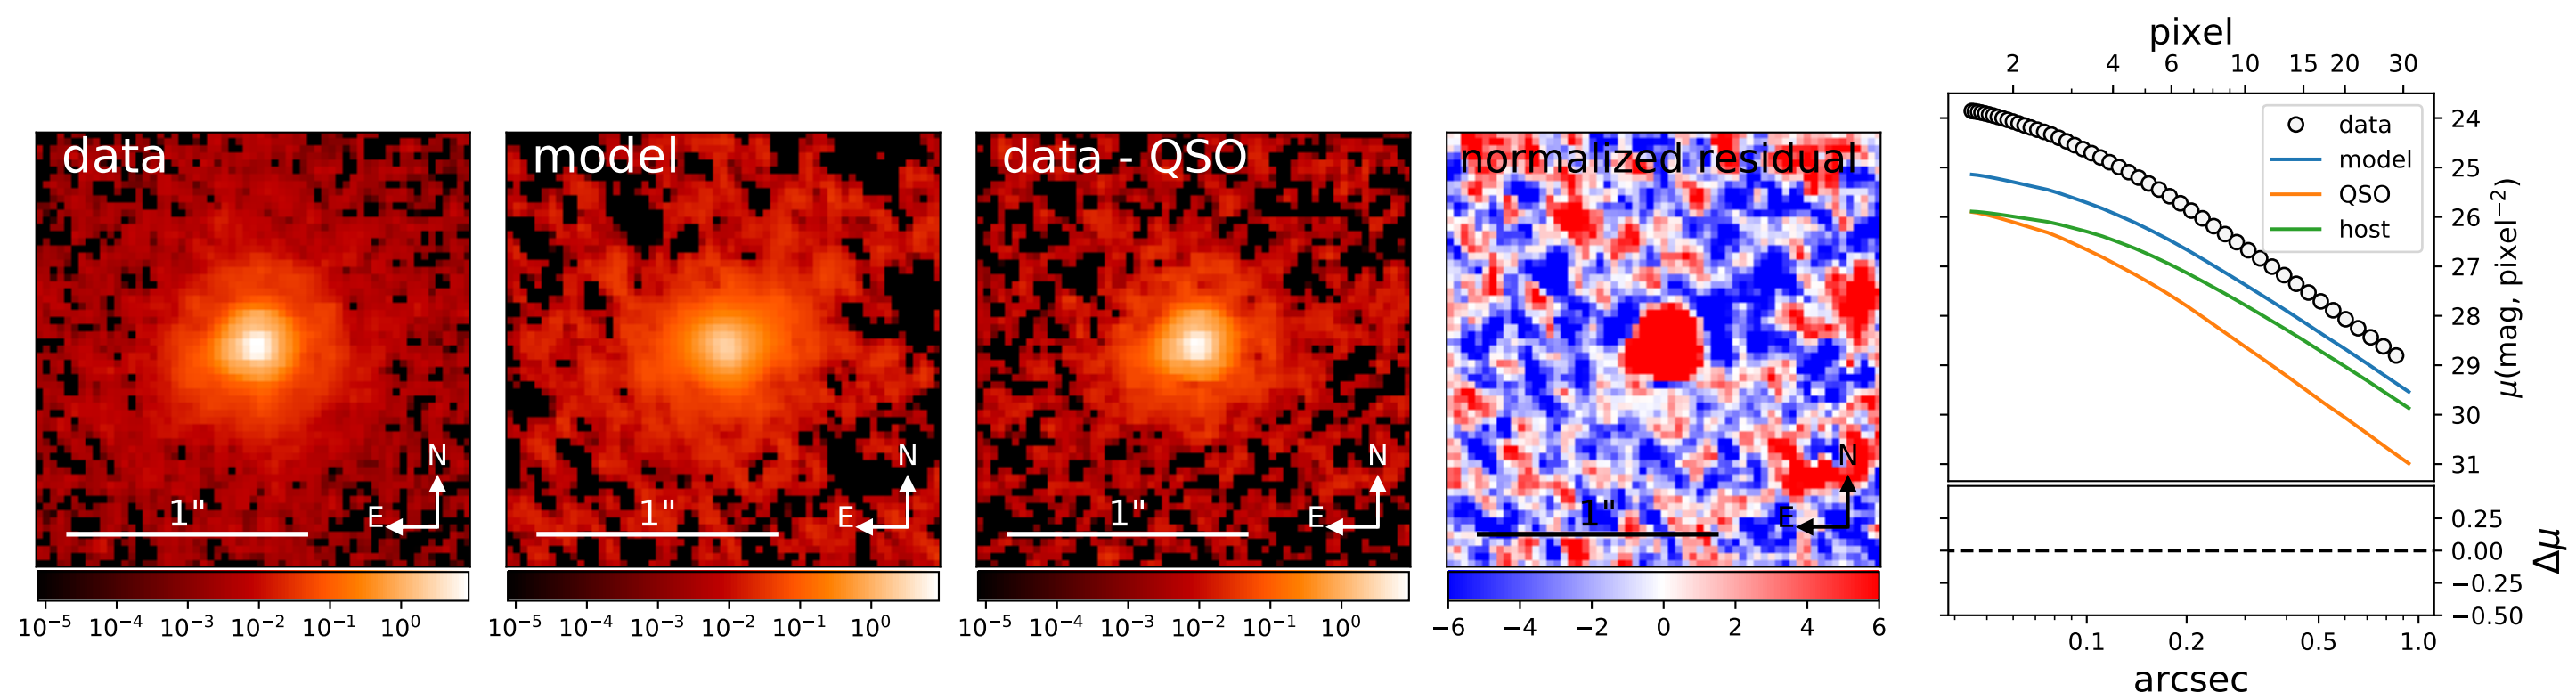 data
N
E
1"
10⁻⁵ 10⁻⁴ 10⁻³ 10⁻² 10⁻¹ 10⁰
model
N
E
1"
10⁻⁵ 10⁻⁴ 10⁻³ 10⁻² 10⁻¹ 10⁰
data - QSO
N
E
1"
10⁻⁵ 10⁻⁴ 10⁻³ 10⁻² 10⁻¹ 10⁰
normalized residual
N
E
1"
−6 −4 −2 0 2 4 6
pixel
2 4 6 10 15 20 30
data
model
QSO
host
24
25
26
27
28
29
30
31
μ(mag, pixel⁻²)
0.25
0.00
−0.25
−0.50
Δμ
0.1 0.2 0.5 1.0
arcsec